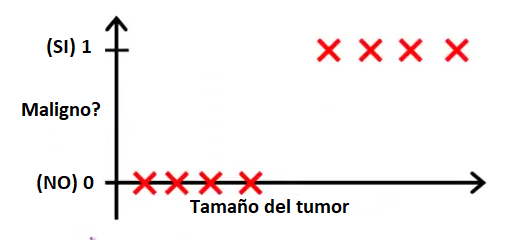 (SI) 1
Maligno?
(NO) 0
Tamaño del tumor